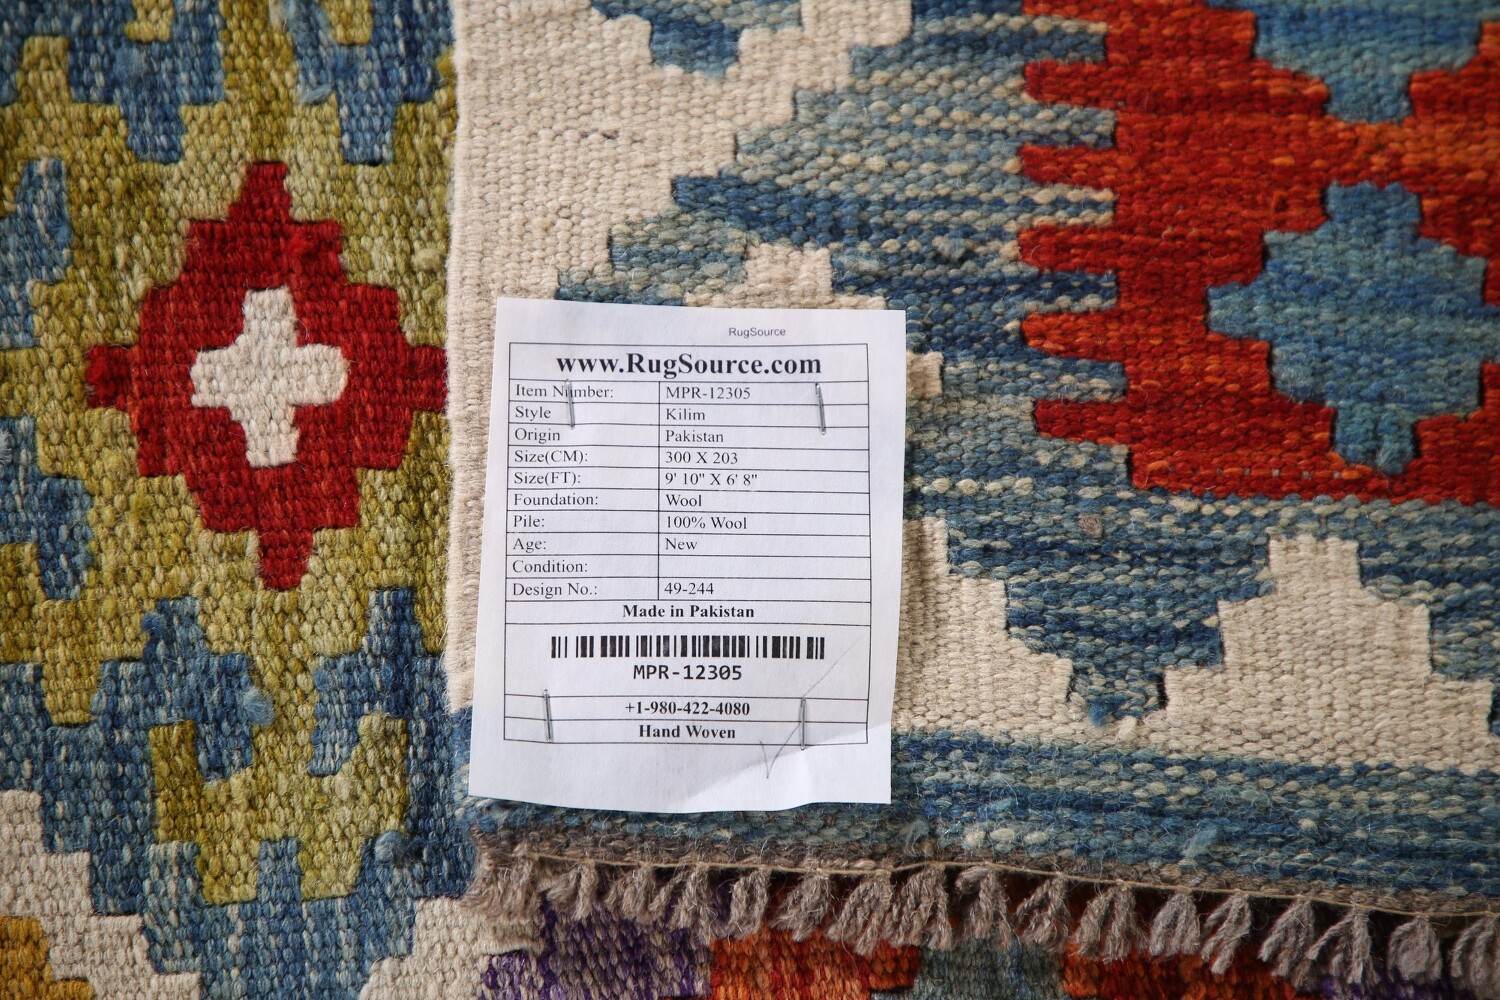 RugSource
www.RugSource.com
Item Number: MPR-12305
Style Kilim
Origin Pakistan
Size(CM): 300 X 203
Size(FT): 9' 10" X 6' 8"
Foundation: Wool
Pile: 100% Wool
Age: New
Condition:
Design No.: 49-244
Made in Pakistan
MPR-12305
+1-980-422-4080
Hand Woven